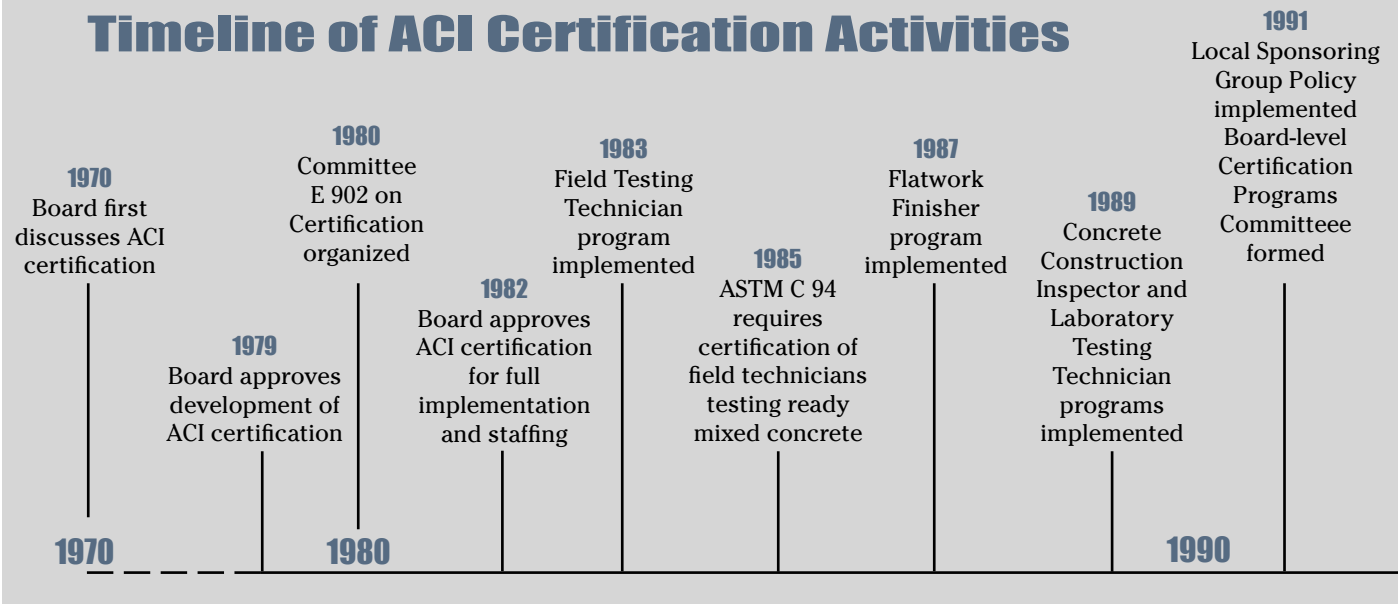 Timeline of ACI Certification Activities
1970
Board first
discusses ACI
certification
1979
Board approves
development of
ACI certification
1980
Committee
E 902 on
Certification
organized
1982
Board approves
ACI certification
for full
implementation
and staffing
1983
Field Testing
Technician
program
implemented
1985
ASTM C 94
requires
certification of
field technicians
testing ready
mixed concrete
1987
Flatwork
Finisher
program
implemented
1989
Concrete
Construction
Inspector and
Laboratory
Testing
Technician
programs
implemented
1991
Local Sponsoring
Group Policy
implemented
Board-level
Certification
Programs
Committeee
formed
1970
1980
1990